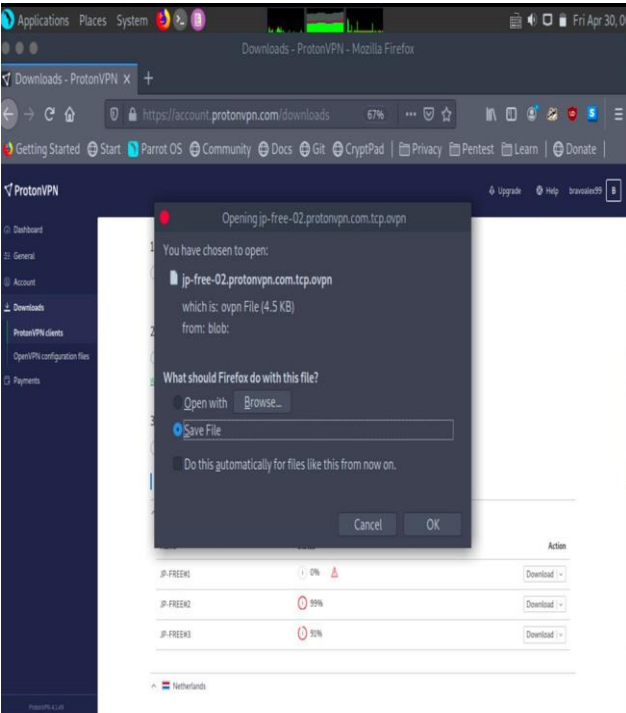 Applications Places System
Fri Apr 30, 0
Downloads - ProtonVPN - Mozilla Firefox
Downloads - ProtonVPN × +
https://account.protonvpn.com/downloads 67%
Getting Started Start Parrot OS Community Docs Git CryptPad Privacy Pentest Learn Donate
ProtonVPN
Upgrade Help bravoalex99 B
Dashboard
General
Account
Downloads
ProtonVPN clients
OpenVPN configuration files
Payments
1
2
3
Opening jp-free-02.protonvpn.com.tcp.ovpn
You have chosen to open:
jp-free-02.protonvpn.com.tcp.ovpn
which is: ovpn File (4.5 KB)
from: blob:
What should Firefox do with this file?
Open with Browse...
Save File
Do this automatically for files like this from now on.
Cancel OK
Action
JP-FREE#1 0% Download
JP-FREE#2 99% Download
JP-FREE#3 91% Download
Netherlands